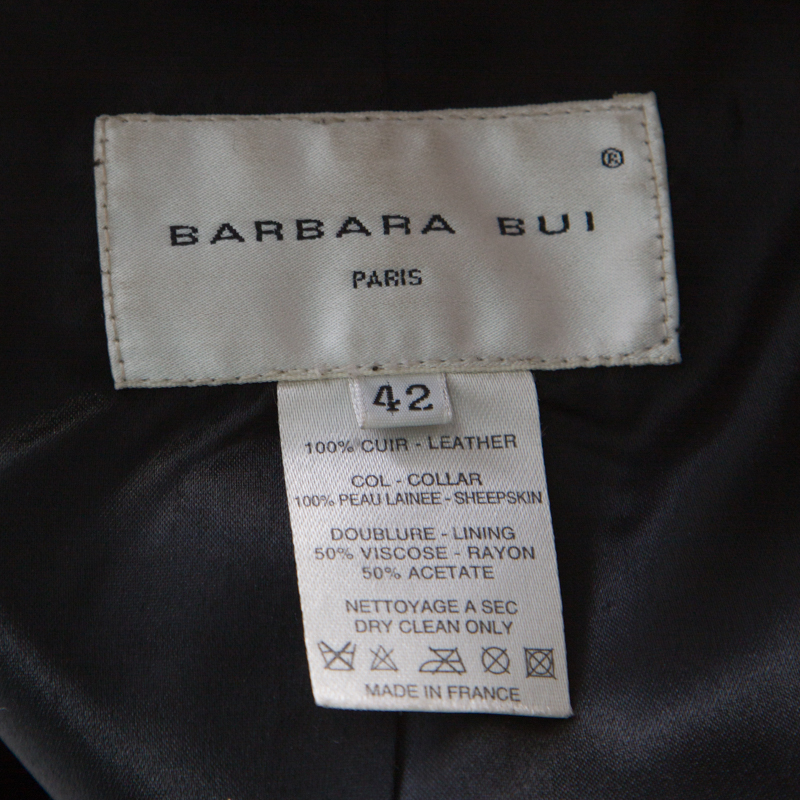 ®
BARBARA BUI
PARIS
42
100% CUIR - LEATHER
COL - COLLAR
100% PEAU LAINEE - SHEEPSKIN
DOUBLURE - LINING
50% VISCOSE - RAYON
50% ACETATE
NETTOYAGE A SEC
DRY CLEAN ONLY
MADE IN FRANCE